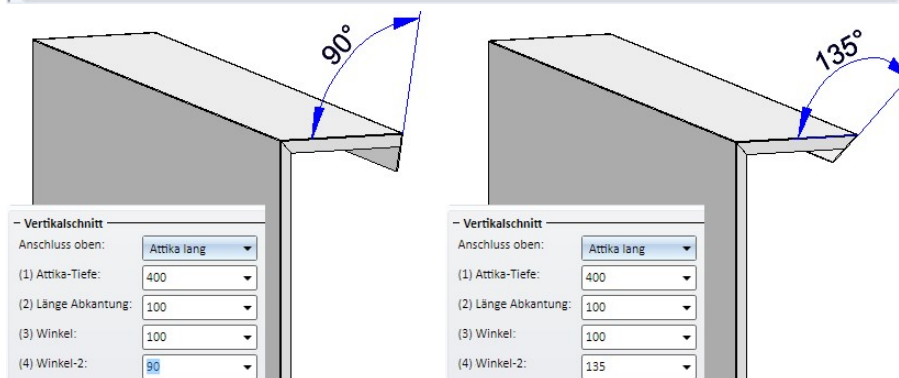 90°
135°
– Vertikalschnitt
Anschluss oben: Attika lang
(1) Attika-Tiefe: 400
(2) Länge Abkantung: 100
(3) Winkel: 100
(4) Winkel-2: 90
– Vertikalschnitt
Anschluss oben: Attika lang
(1) Attika-Tiefe: 400
(2) Länge Abkantung: 100
(3) Winkel: 100
(4) Winkel-2: 135